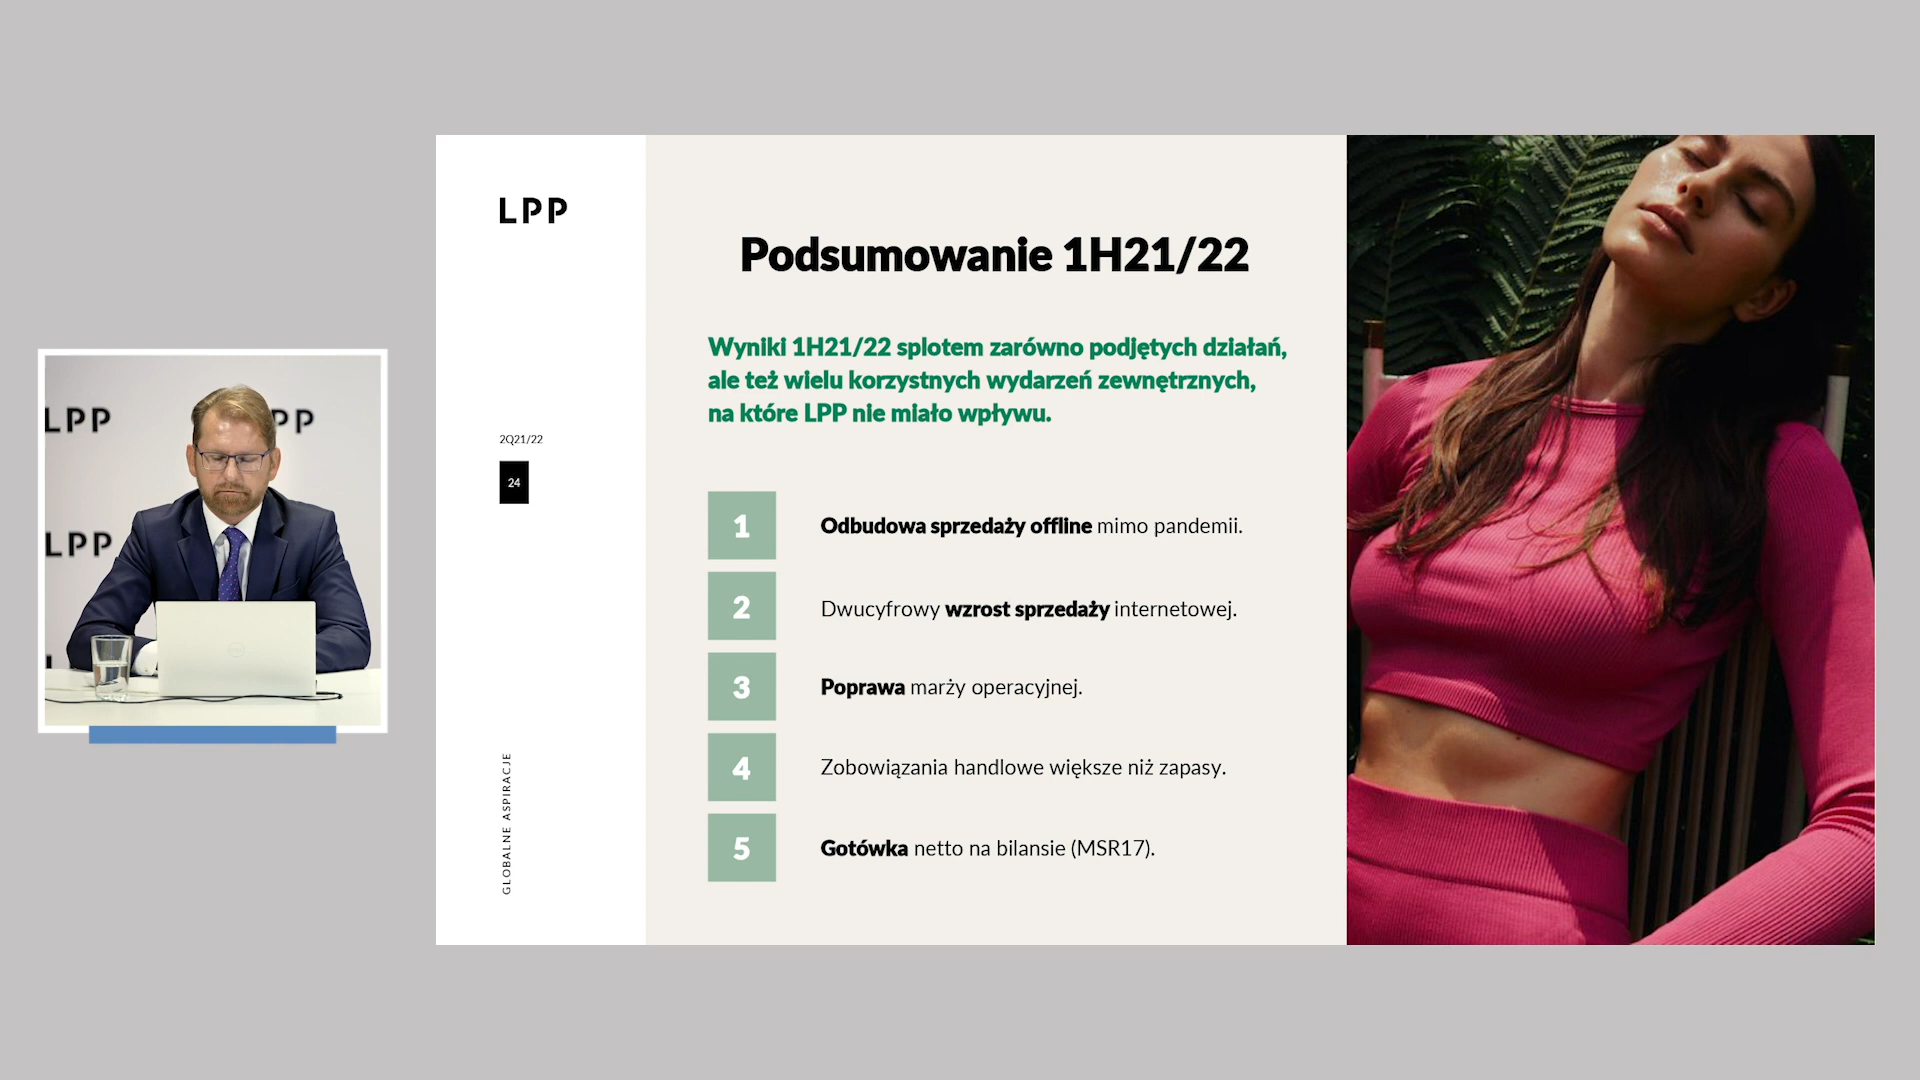 LPP
PP
LPP
L
LPP
2Q21/22
24
GLOBALNE ASPIRACJE
Podsumowanie 1H21/22
Wyniki 1H21/22 splotem zarówno podjętych działań,
ale też wielu korzystnych wydarzeń zewnętrznych,
na które LPP nie miało wpływu.
1 Odbudowa sprzedaży offline mimo pandemii.
2 Dwucyfrowy wzrost sprzedaży internetowej.
3 Poprawa marży operacyjnej.
4 Zobowiązania handlowe większe niż zapasy.
5 Gotówka netto na bilansie (MSR17).